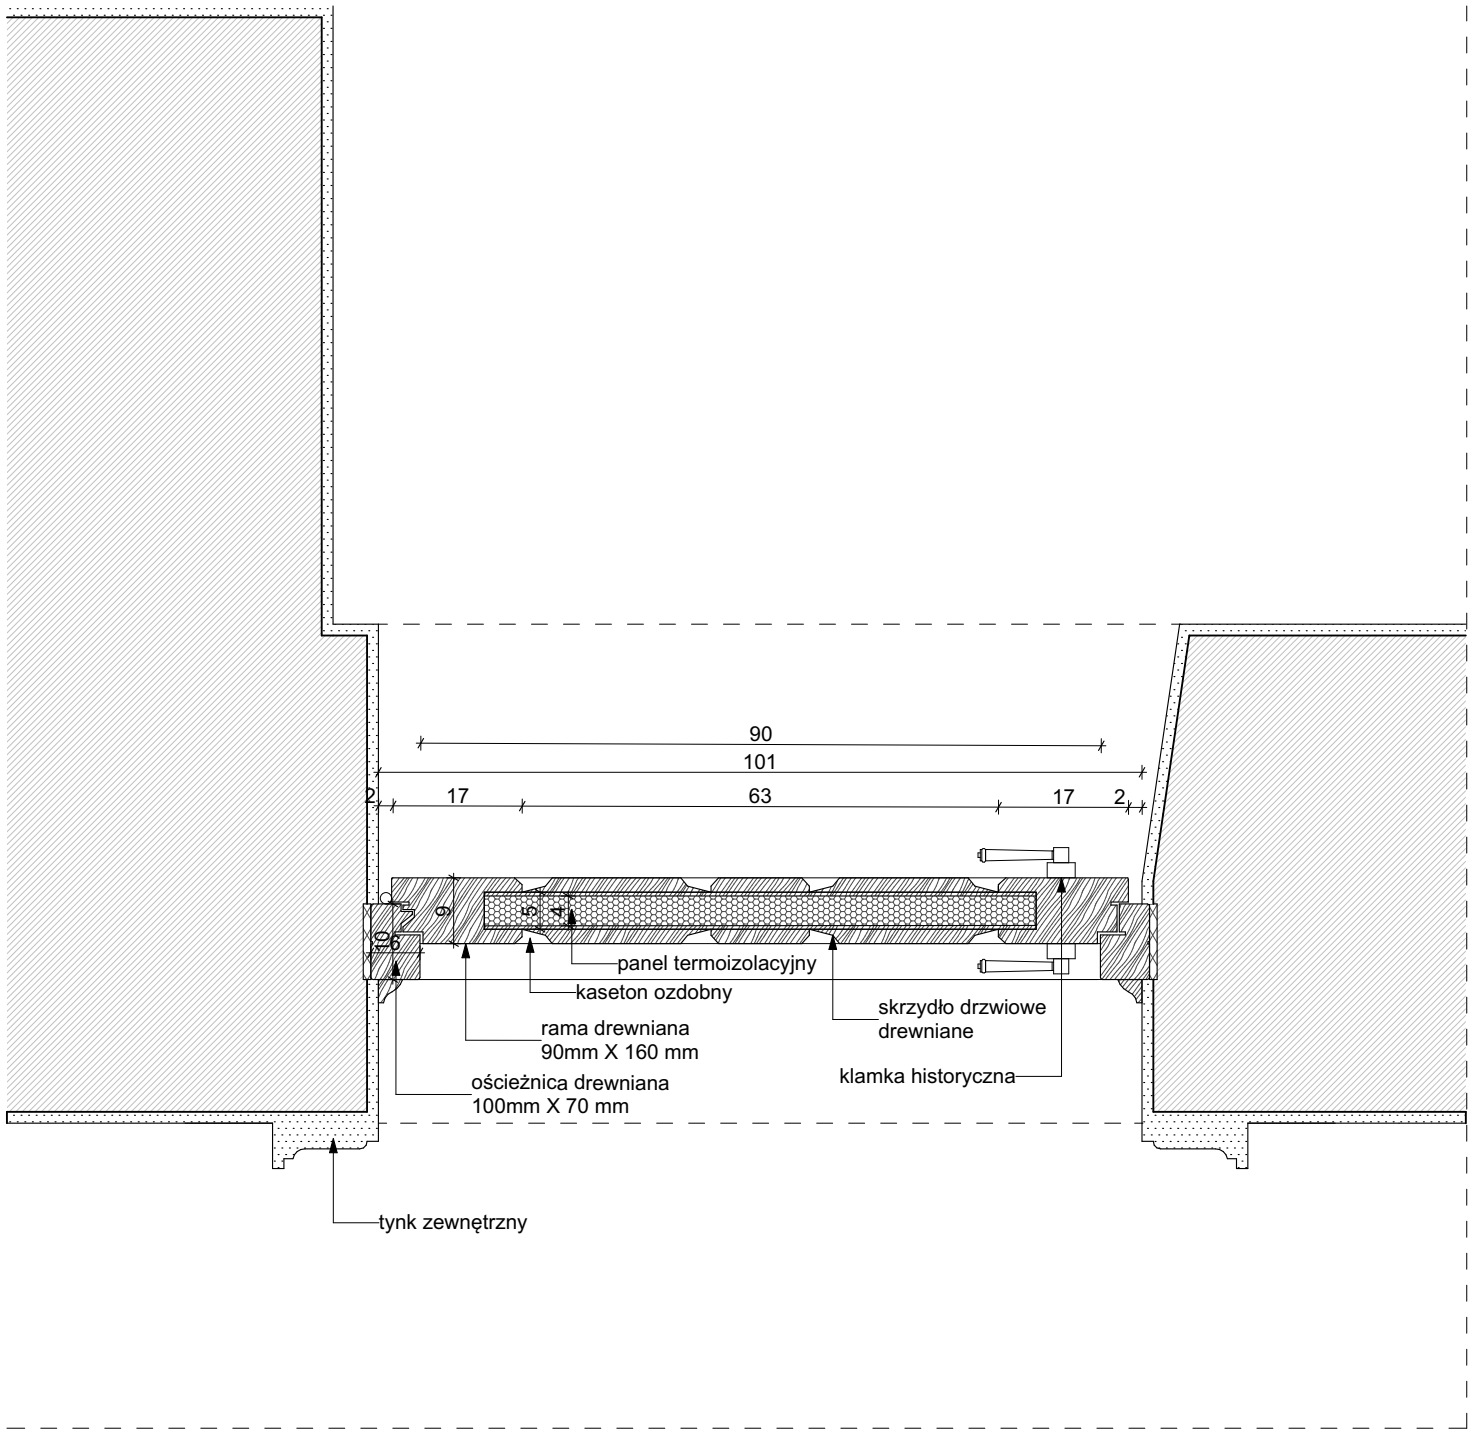 90
101
2
17
63
17
2
9
5
4
10
6
panel termoizolacyjny
kaseton ozdobny
skrzydło drzwiowe
drewniane
rama drewniana
90mm X 160 mm
klamka historyczna
ościeżnica drewniana
100mm X 70 mm
tynk zewnętrzny